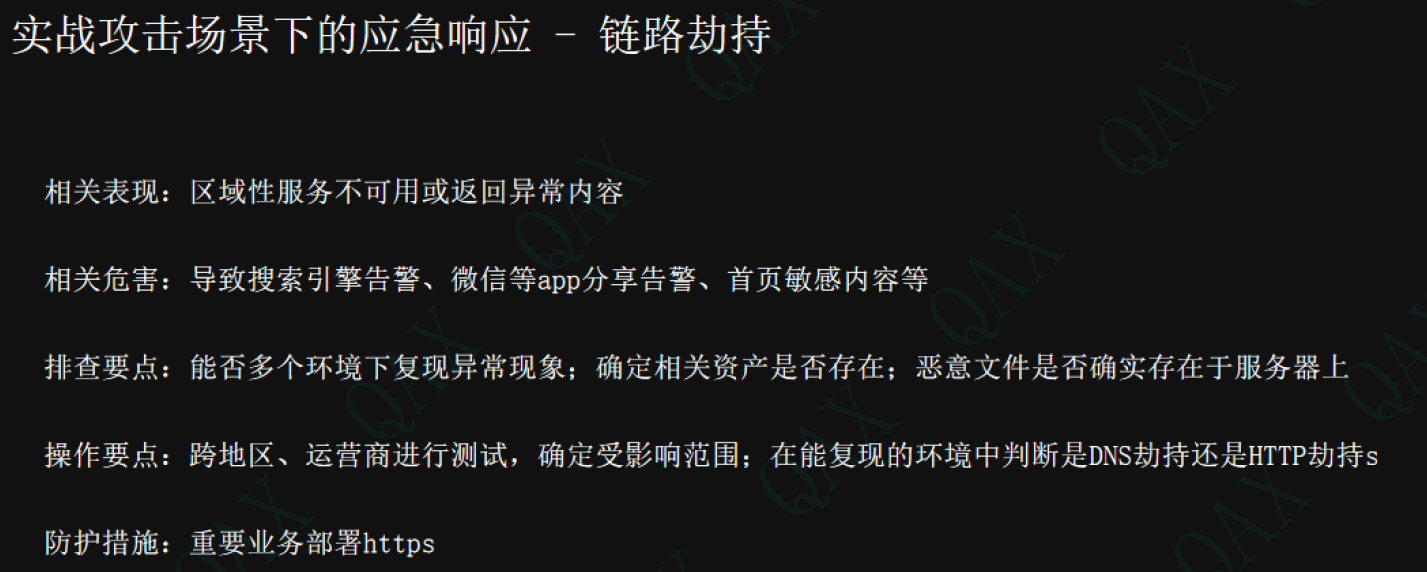 实战攻击场景下的应急响应 - 链路劫持
相关表现：区域性服务不可用或返回异常内容
相关危害：导致搜索引擎告警、微信等app分享告警、首页敏感内容等
排查要点：能否多个环境下复现异常现象；确定相关资产是否存在；恶意文件是否确实存在于服务器上
操作要点：跨地区、运营商进行测试，确定受影响范围；在能复现的环境中判断是DNS劫持还是HTTP劫持s
防护措施：重要业务部署https
QAX
QAX
QAX
QAX
QAX
QAX
QAX
QAX
QAX